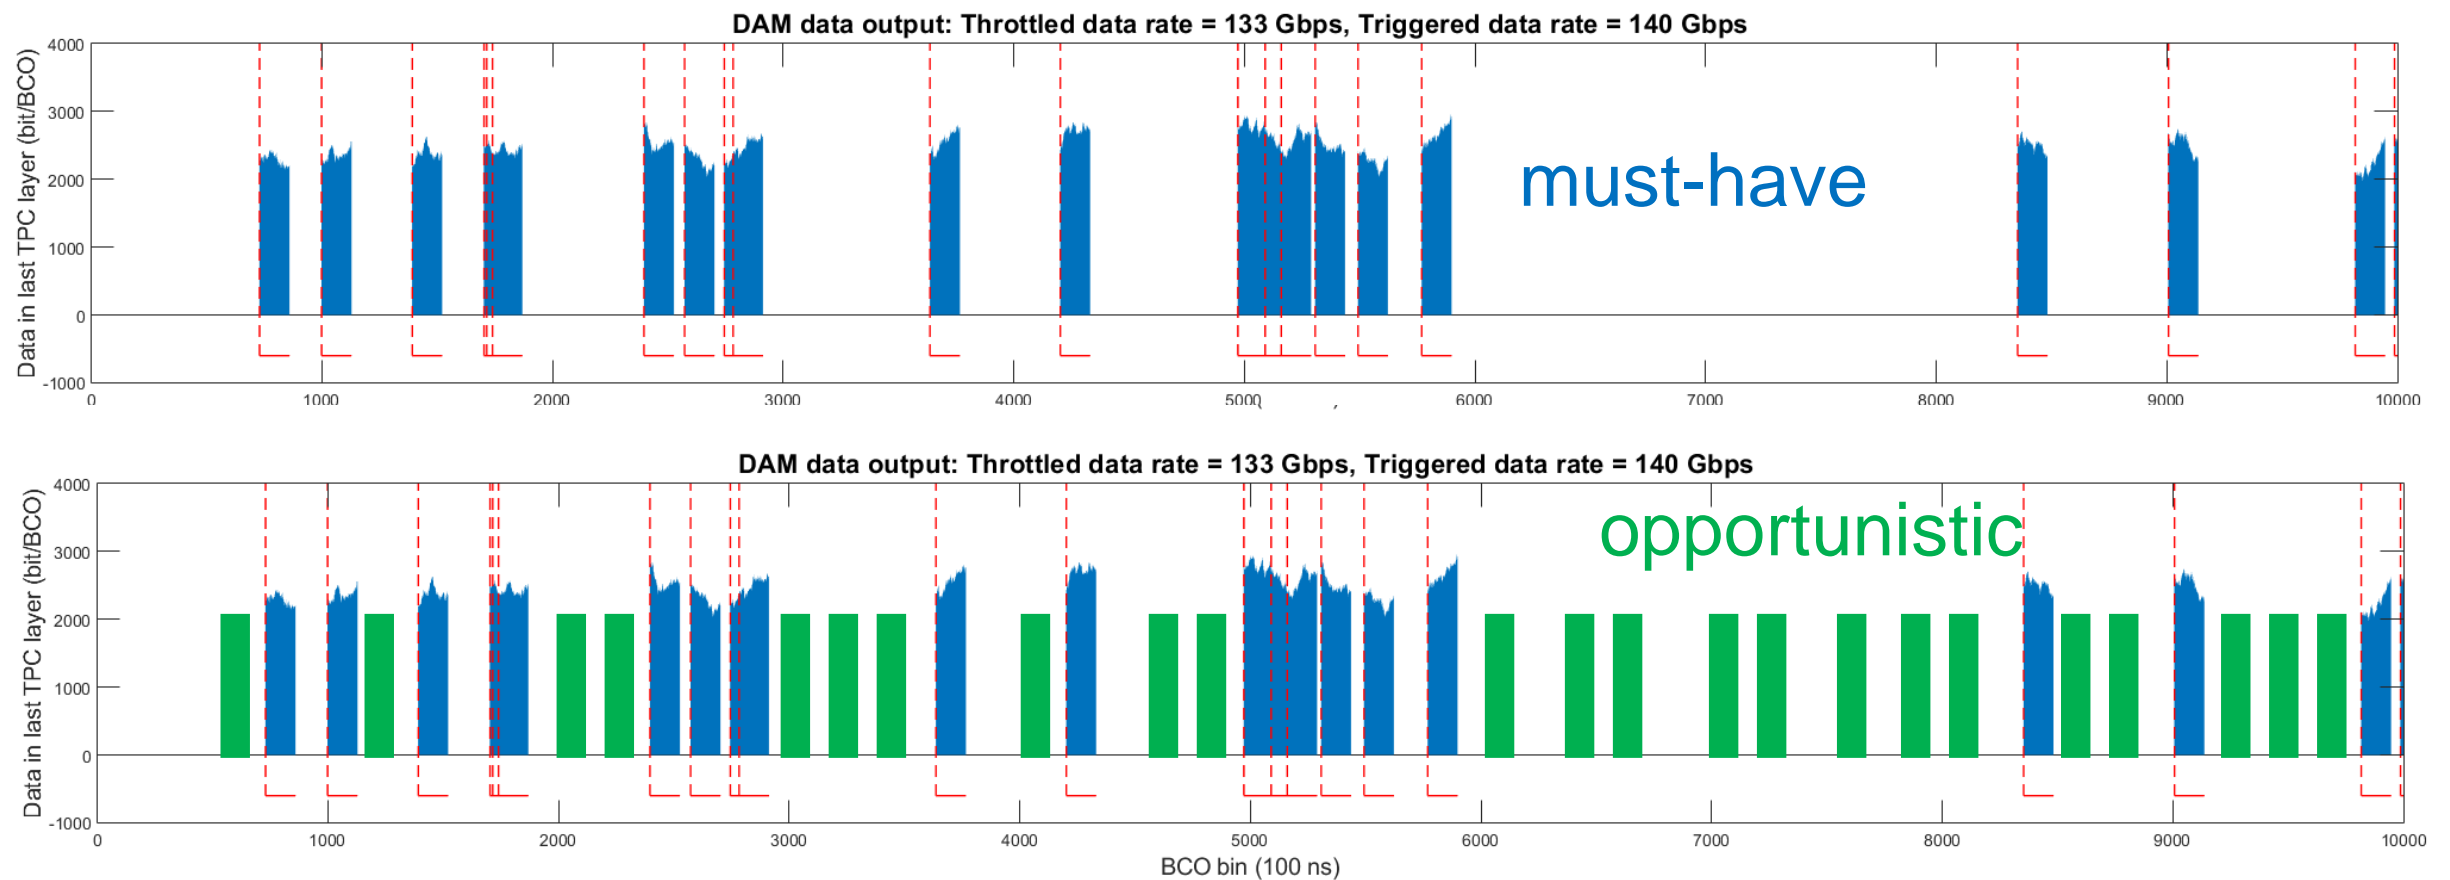 DAM data output: Throttled data rate = 133 Gbps, Triggered data rate = 140 Gbps
Data in last TPC layer (bit/BCO)
4000
3000
2000
1000
0
-1000
must-have
0 1000 2000 3000 4000 5000 6000 7000 8000 9000 10000
DAM data output: Throttled data rate = 133 Gbps, Triggered data rate = 140 Gbps
Data in last TPC layer (bit/BCO)
4000
3000
2000
1000
0
-1000
opportunistic
0 1000 2000 3000 4000 5000 6000 7000 8000 9000 10000
BCO bin (100 ns)